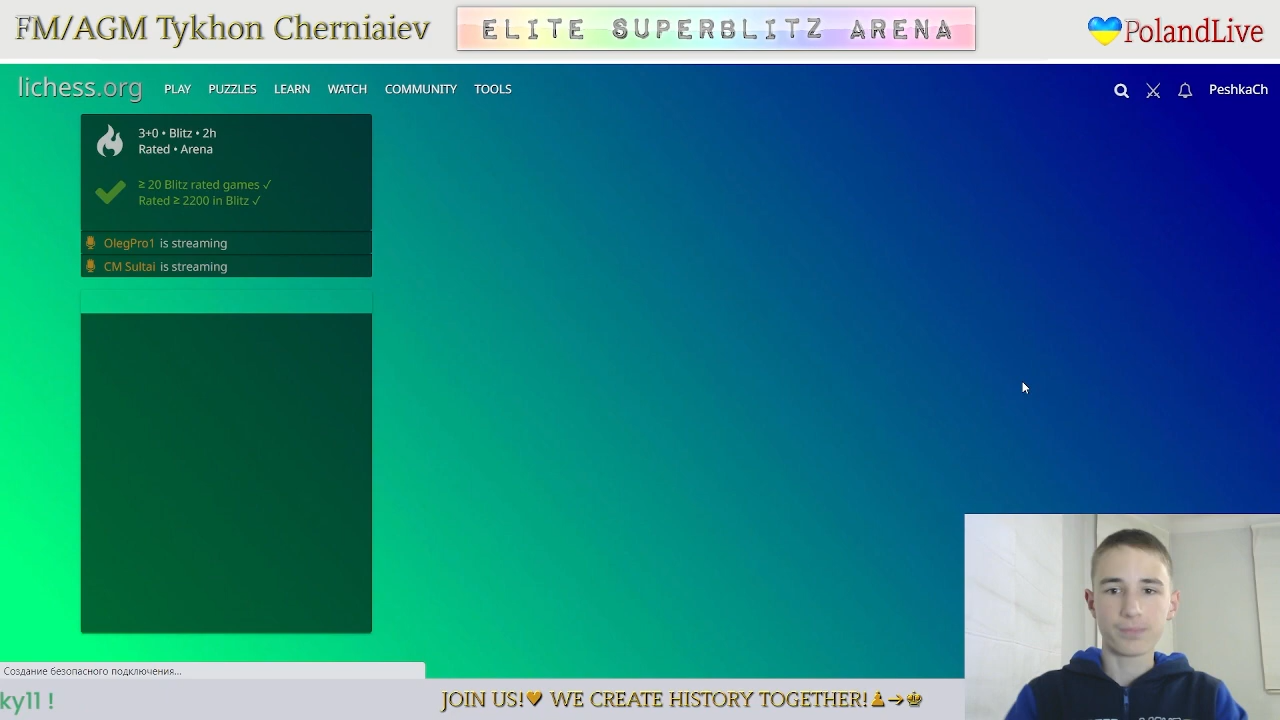 FM/AGM Tykhon Cherniaiev
ELITE SUPERBLITZ ARENA
PolandLive
lichess.org PLAY PUZZLES LEARN WATCH COMMUNITY TOOLS PeshkaCh
3+0 • Blitz • 2h
Rated • Arena
≥ 20 Blitz rated games ✓
Rated ≥ 2200 in Blitz ✓
OlegPro1 is streaming
CM Sultai is streaming
Создание безопасного подключения...
JOIN US!🧡 WE CREATE HISTORY TOGETHER!♟→♚